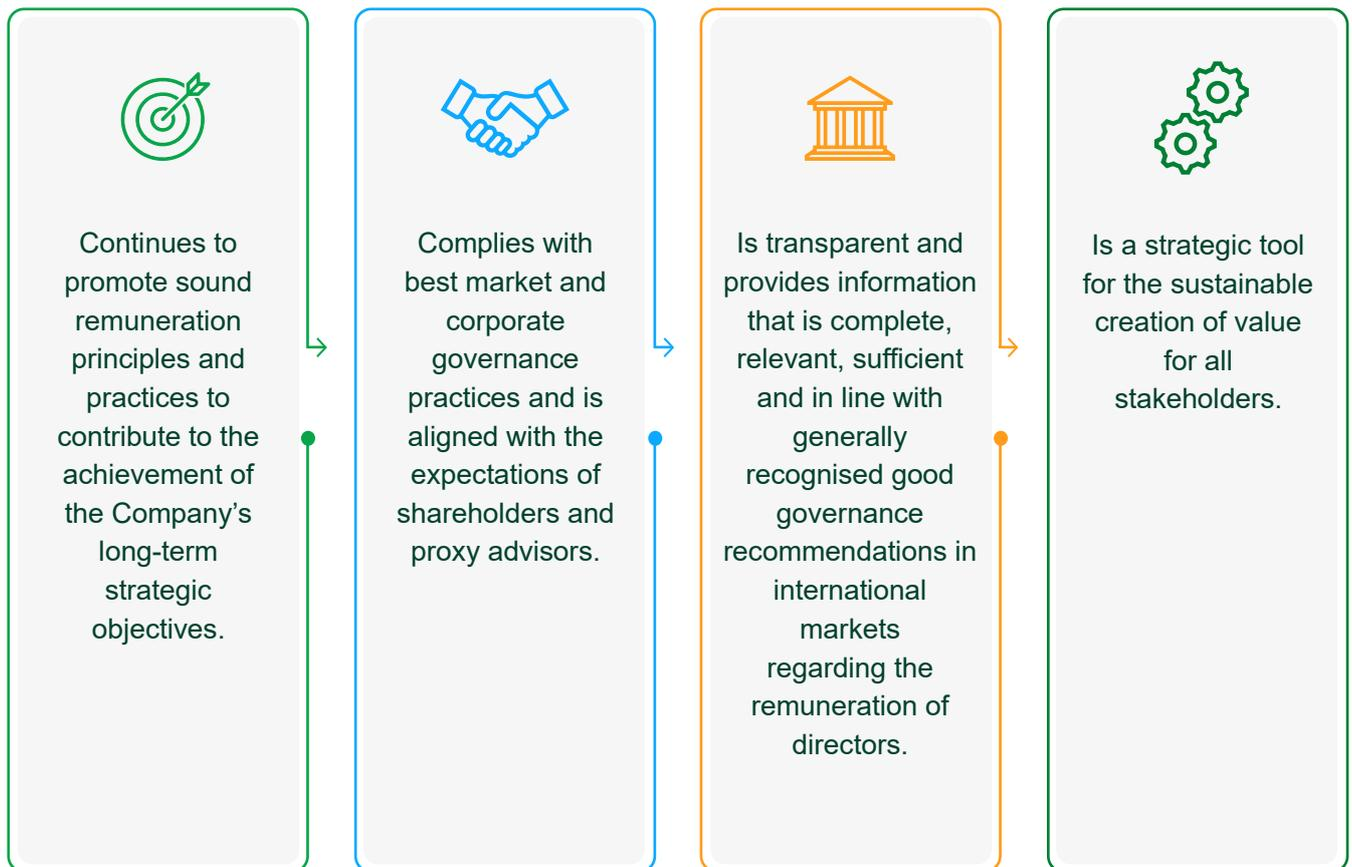 Continues to
promote sound
remuneration
principles and
practices to
contribute to the
achievement of
the Company’s
long-term
strategic
objectives.
Complies with
best market and
corporate
governance
practices and is
aligned with the
expectations of
shareholders and
proxy advisors.
Is transparent and
provides information
that is complete,
relevant, sufficient
and in line with
generally
recognised good
governance
recommendations in
international
markets
regarding the
remuneration of
directors.
Is a strategic tool
for the sustainable
creation of value
for all
stakeholders.